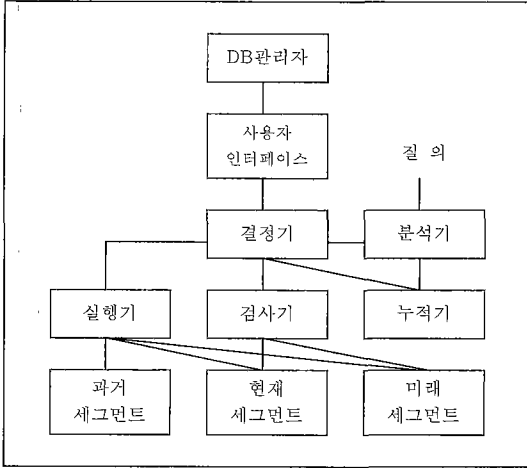 DB관리자
사용자
인터페이스
질 의
결정기
분석기
실행기
검사기
누적기
과거
세그먼트
현재
세그먼트
미래
세그먼트